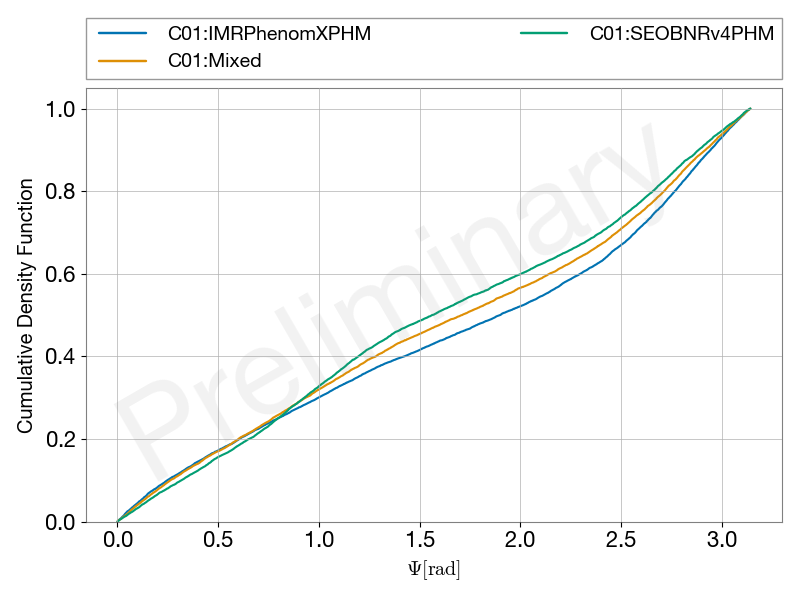 C01:IMRPhenomXPHM
C01:Mixed
C01:SEOBNRv4PHM
Preliminary
Cumulative Density Function
1.0
0.8
0.6
0.4
0.2
0.0
0.0 0.5 1.0 1.5 2.0 2.5 3.0
Ψ[rad]